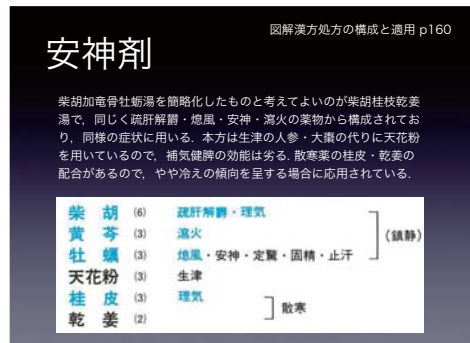 図解漢方処方の構成と適用 p160
安神剤
柴胡加竜骨牡蛎湯を簡略化したものと考えてよいのが柴胡桂枝乾姜
湯で，同じく疏肝解鬱・熄風・安神・瀉火の薬物から構成されてお
り，同様の症状に用いる．本方は生津の人参・大棗の代りに天花粉
を用いているので，補気健脾の効能は劣る. 散寒薬の桂皮・乾姜の
配合があるので，やや冷えの傾向を呈する場合に応用されている．
柴胡 (6) 疏肝解鬱・理気
黄芩 (3) 瀉火
牡蠣 (3) 熄風・安神・定驚・固精・止汗
(鎮静)
天花粉 (3) 生津
桂皮 (3) 理気
乾姜 (2)
散寒